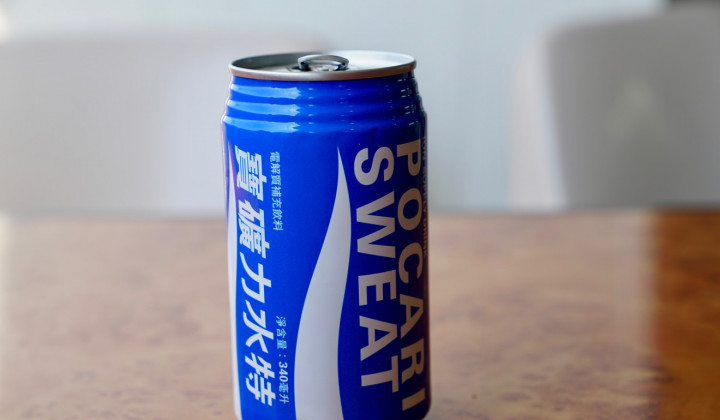 POCARI
SWEAT
電解質補充飲料
寶礦力水特
淨含量：340毫升